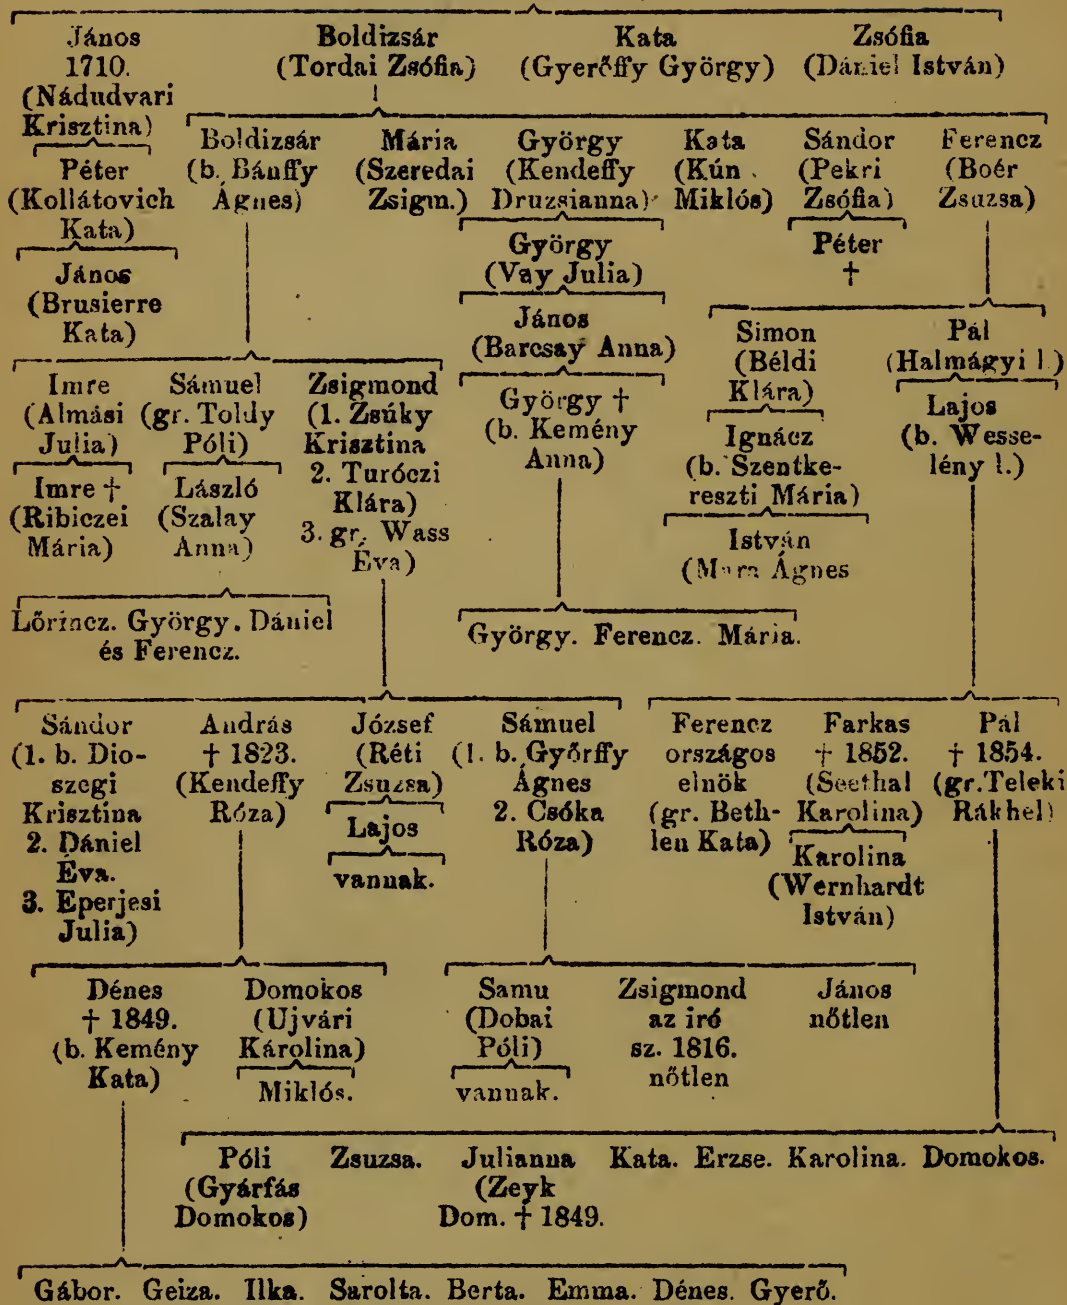 János Boldizsár Kata Zsófia
1710. (Tordai Zsófia) (Gyerőffy György) (Dániel István)
(Nádudvari
Krisztina)
Boldizsár Mária György Kata Sándor Ferencz
Péter (b. Bánffy (Szeredai (Kendeffy (Kún (Pekri (Boér
(Kollátovich Ágnes) Zsigm.) Druzsianna) Miklós) Zsófia) Zsuzsa)
Kata)
György Péter
János (Vay Julia) †
(Brusierre
Kata)
János Simon Pál
(Barcsay Anna) (Béldi (Halmágyi l.)
Klára)
Imre Sámuel Zsigmond György † Lajos
(Almási (gr. Toldy (1. Zsúky (b. Kemény Ignácz (b. Wesse-
Julia) Póli) Krisztina Anna) (b. Szentke- lény l.)
2. Turóczi reszti Mária)
Imre † László Klára)
(Ribiczei (Szalay 3. gr. Wass István
Mária) Anna) Éva) (Mara Ágnes
Lőrincz. György. Dániel György. Ferencz. Mária.
és Ferencz.
Sándor András József Sámuel Ferencz Farkas Pál
(1. b. Dio- † 1823. (Réti (1. b. Győrffy országos † 1852. † 1854.
szegi (Kendeffy Zsuzsa) Ágnes elnök (Seethal (gr. Teleki
Krisztina Róza) 2. Csóka (gr. Beth- Karolina) Rákhel)
2. Dániel Lajos Róza) len Kata)
Éva. Karolina
3. Eperjesi vannak. (Wernhardt
Julia) István)
Dénes Domokos Samu Zsigmond János
† 1849. (Ujvári (Dobai az iró nőtlen
(b. Kemény Károlina) Póli) sz. 1816.
Kata) Miklós. vannak. nőtlen
Póli Zsuzsa. Julianna Kata. Erzse. Karolina. Domokos.
(Gyárfás (Zeyk
Domokos) Dom. † 1849.
Gábor. Geiza. Ilka. Sarolta. Berta. Emma. Dénes. Gyerő.